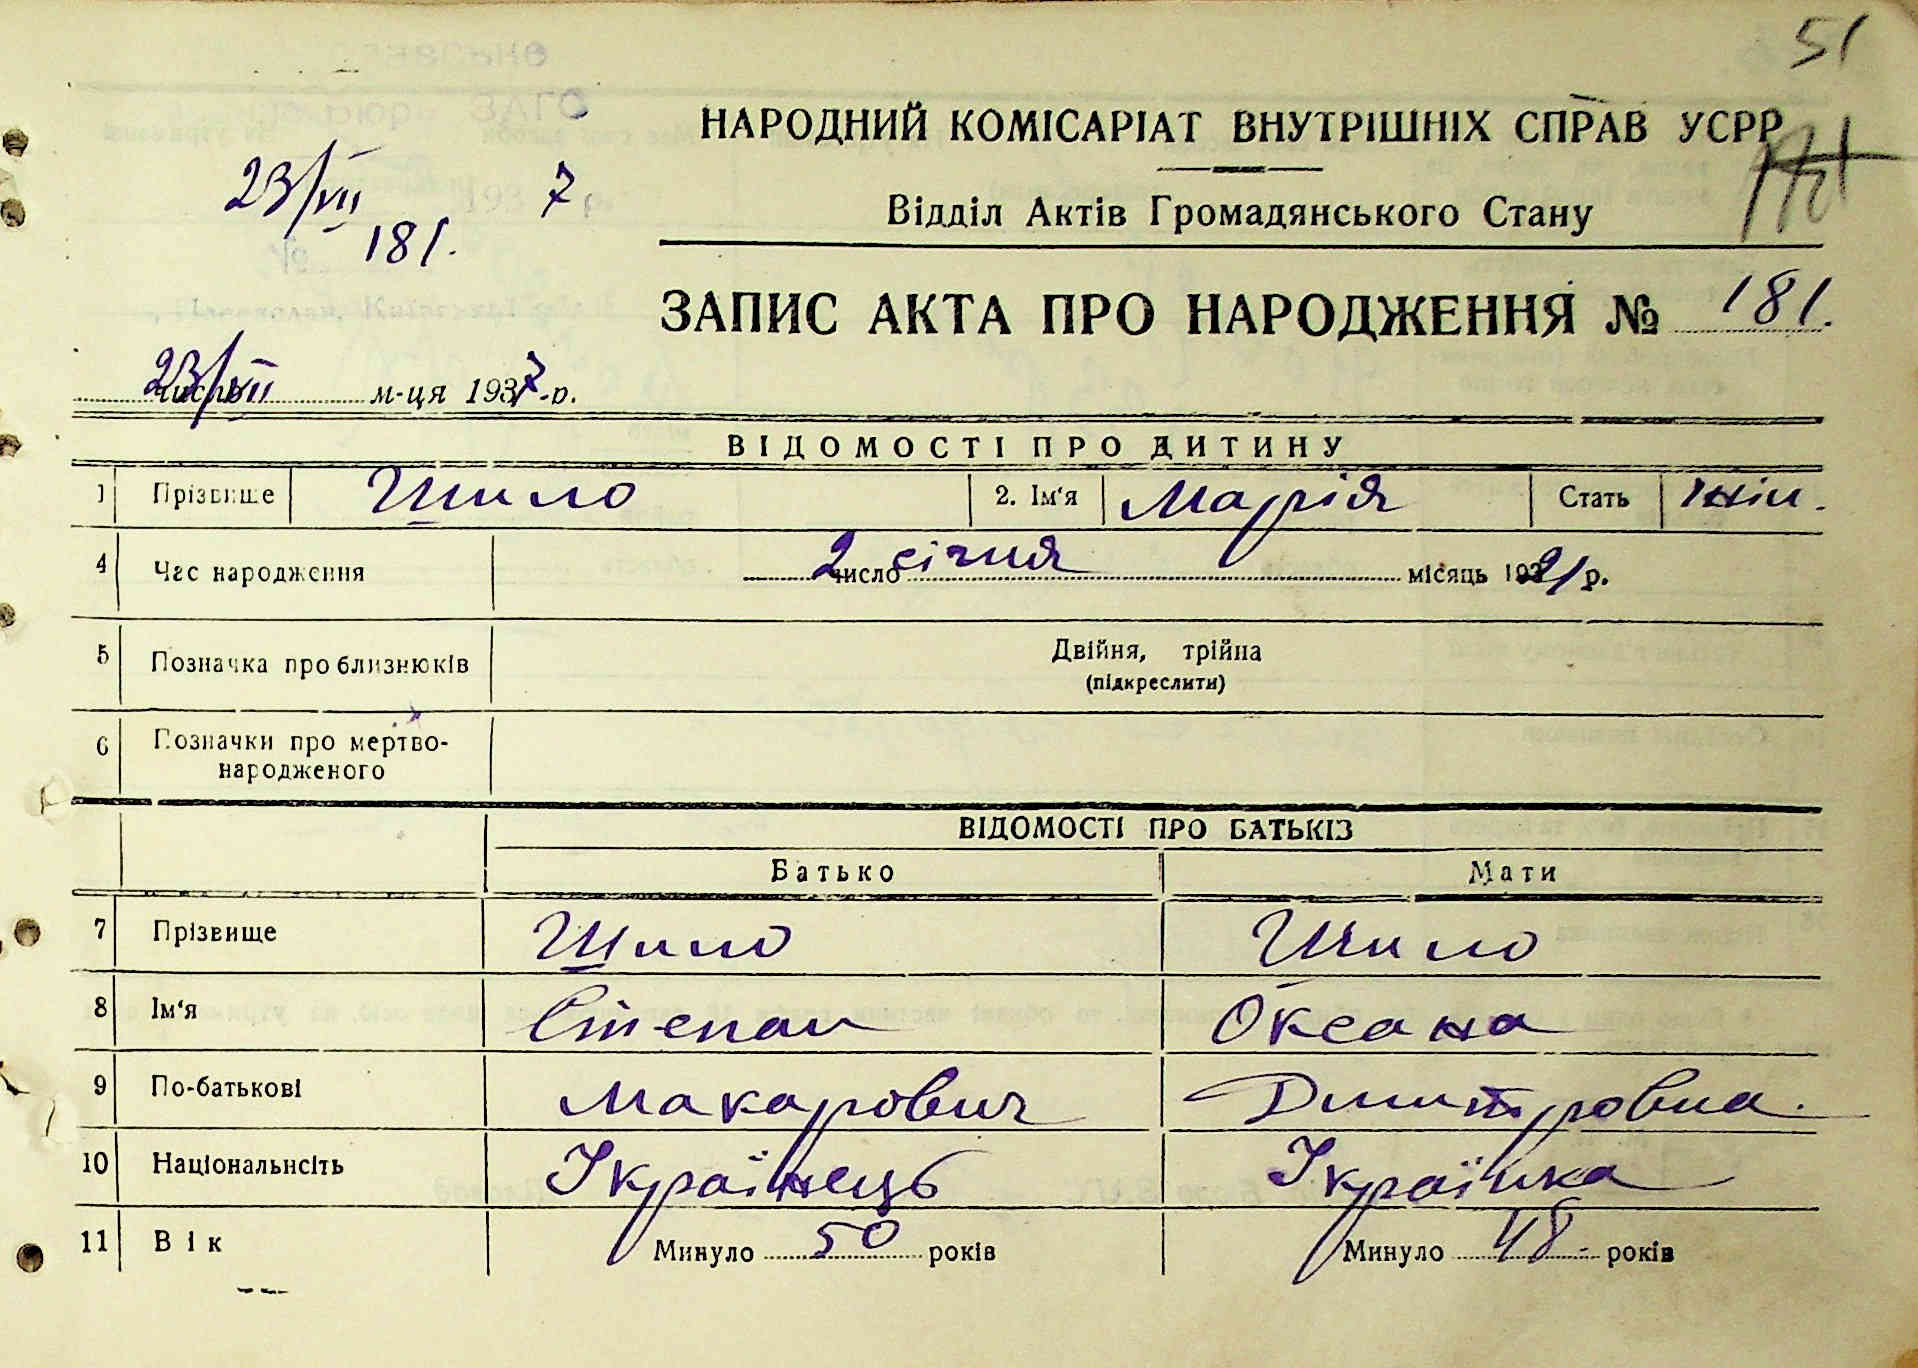 51
НАРОДНИЙ КОМІСАРІАТ ВНУТРІШНІХ СПРАВ УСРР
23/VII 1937 р.
181.
Відділ Актів Громадянського Стану
ЗАПИС АКТА ПРО НАРОДЖЕННЯ № 181.
23/VII число м-ця 1937-р.
ВІДОМОСТІ ПРО ДИТИНУ
1 Прізвище Шило 2. Ім‘я Марія Стать жін.
4 Час народження 2 число січня місяць 1921 р.
5 Позначка про близнюків Двійня, трійна
(підкреслити)
6 Позначки про мертво-
народженого
ВІДОМОСТІ ПРО БАТЬКІВ
Батько Мати
7 Прізвище Шило Шило
8 Ім‘я Степан Оксана
9 По-батькові Макарович Дмитровна.
10 Національнсіть Українець Українка
11 Вік Минуло 50 років Минуло 48 років